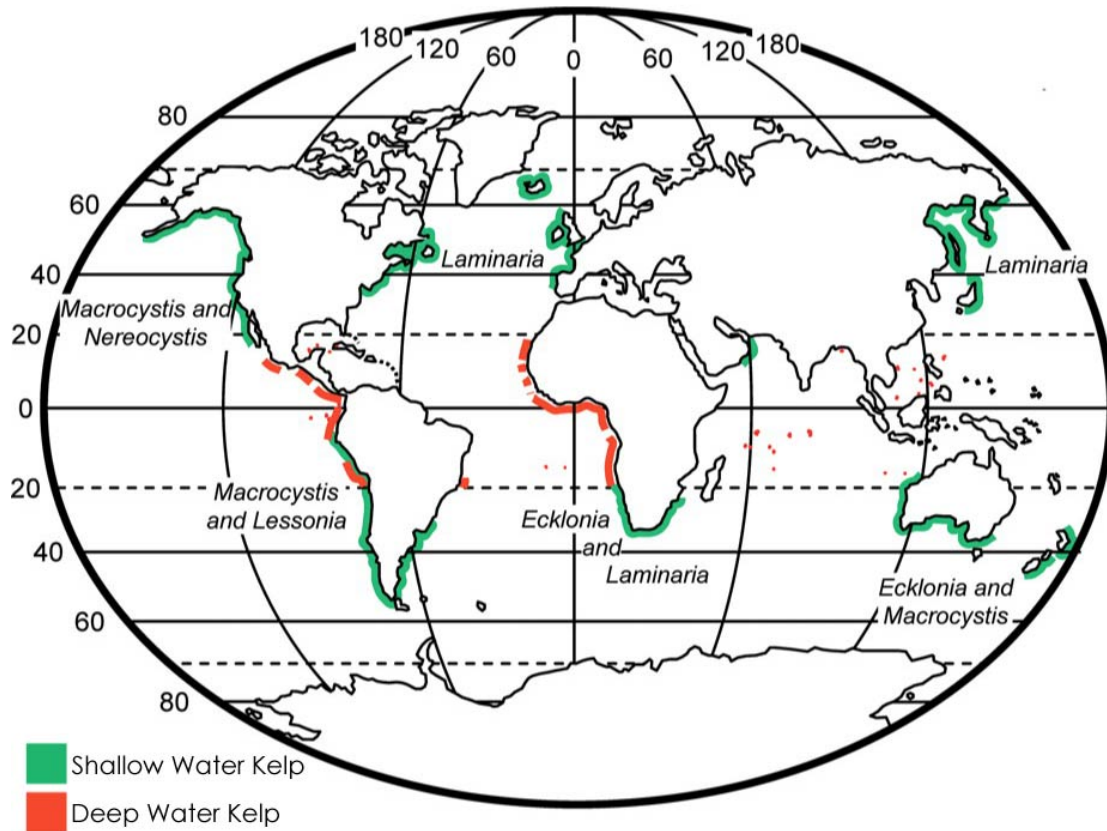 180
120
60
0
60
120
180
80
60
40
20
0
20
40
60
80
Laminaria
Laminaria
Macrocystis and
Nereocystis
Macrocystis
and Lessonia
Ecklonia
and
Laminaria
Ecklonia and
Macrocystis
Shallow Water Kelp
Deep Water Kelp